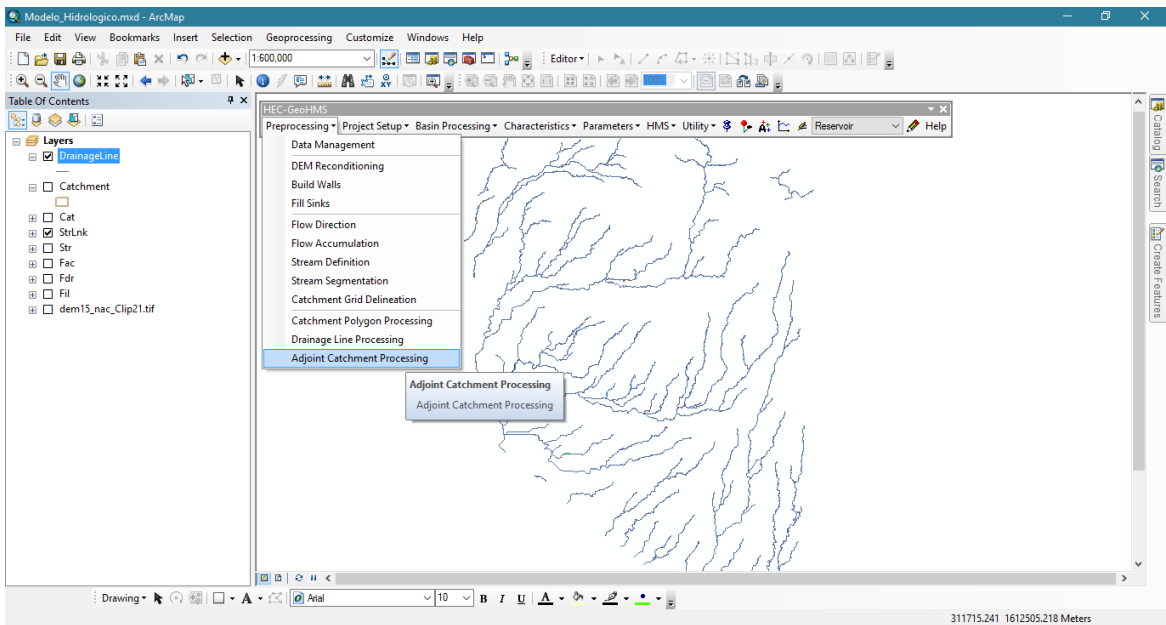 Modelo_Hidrologico.mxd - ArcMap
File Edit View Bookmarks Insert Selection Geoprocessing Customize Windows Help
1:600,000 Editor
100%
Table Of Contents
Layers
DrainageLine
Catchment
Cat
StrLnk
Str
Fac
Fdr
Fil
dem15_nac_Clip21.tif
HEC-GeoHMS
Preprocessing Project Setup Basin Processing Characteristics Parameters HMS Utility Reservoir Help
Data Management
DEM Reconditioning
Build Walls
Fill Sinks
Flow Direction
Flow Accumulation
Stream Definition
Stream Segmentation
Catchment Grid Delineation
Catchment Polygon Processing
Drainage Line Processing
Adjoint Catchment Processing
Adjoint Catchment Processing
Adjoint Catchment Processing
Catalog
Search
Create Features
Drawing A Arial 10 B I U A
311715.241 1612505.218 Meters